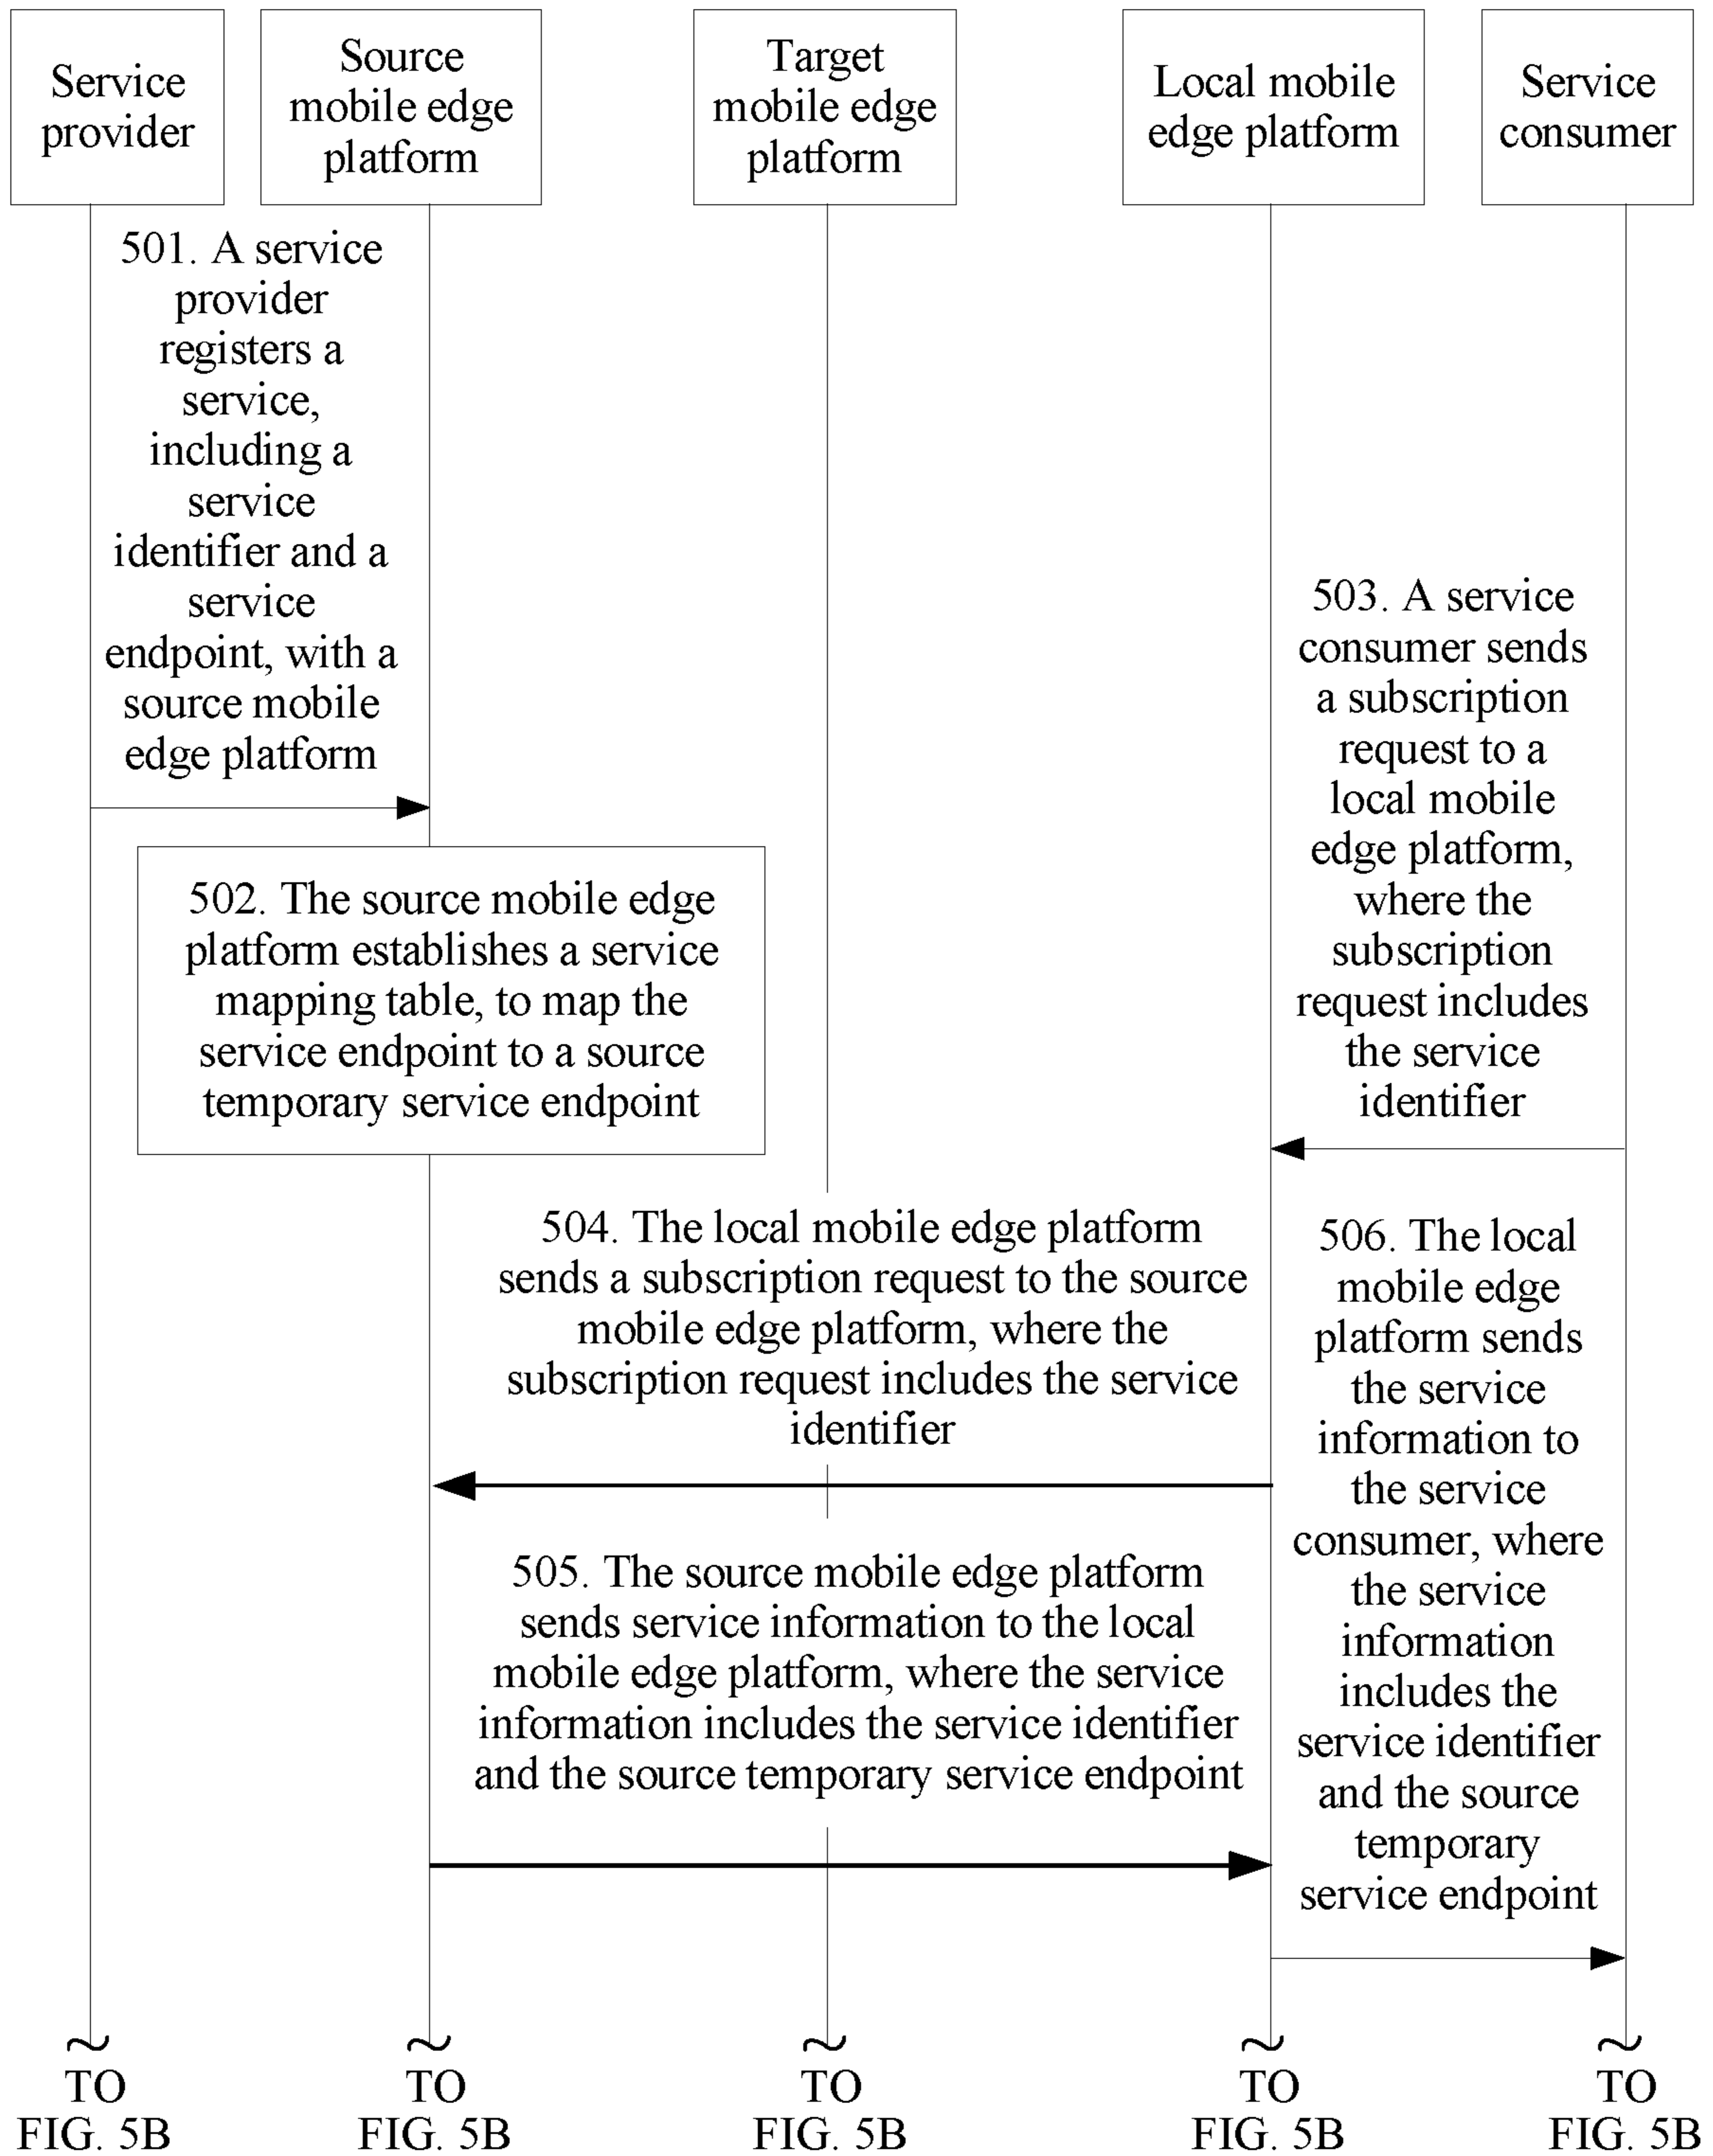 Service
provider
Source
mobile edge
platform
Target
mobile edge
platform
Local mobile
edge platform
Service
consumer
501. A service
provider
registers a
service,
including a
service
identifier and a
service
endpoint, with a
source mobile
edge platform
502. The source mobile edge
platform establishes a service
mapping table, to map the
service endpoint to a source
temporary service endpoint
503. A service
consumer sends
a subscription
request to a
local mobile
edge platform,
where the
subscription
request includes
the service
identifier
504. The local mobile edge platform
sends a subscription request to the source
mobile edge platform, where the
subscription request includes the service
identifier
505. The source mobile edge platform
sends service information to the local
mobile edge platform, where the service
information includes the service identifier
and the source temporary service endpoint
506. The local
mobile edge
platform sends
the service
information to
the service
consumer, where
the service
information
includes the
service identifier
and the source
temporary
service endpoint
TO
FIG. 5B
TO
FIG. 5B
TO
FIG. 5B
TO
FIG. 5B
TO
FIG. 5B